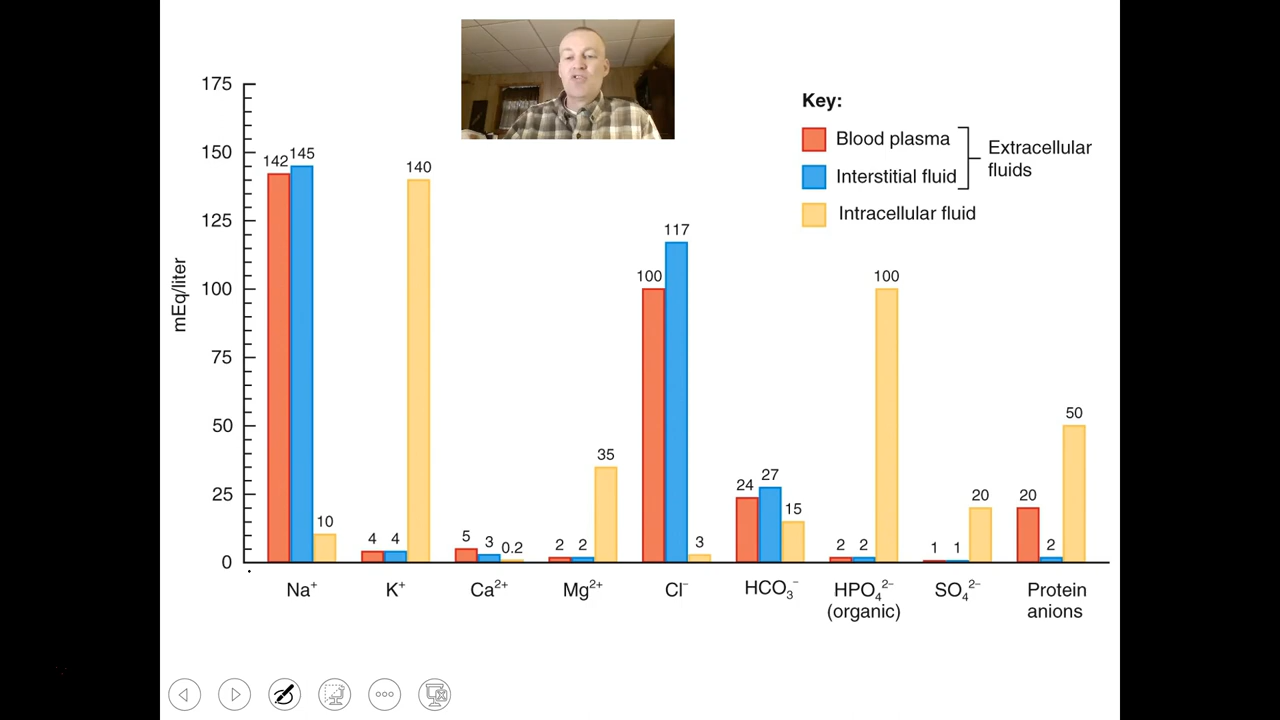 Key:
Blood plasma
Interstitial fluid
Extracellular
fluids
Intracellular fluid
mEq/liter
175
150
125
100
75
50
25
0
142 145 10
4 4 140
5 3 0.2
2 2 35
100 117 3
24 27 15
2 2 100
1 1 20
20 2 50
Na⁺ K⁺ Ca²⁺ Mg²⁺ Cl⁻ HCO₃⁻ HPO₄²⁻ SO₄²⁻ Protein
(organic) anions